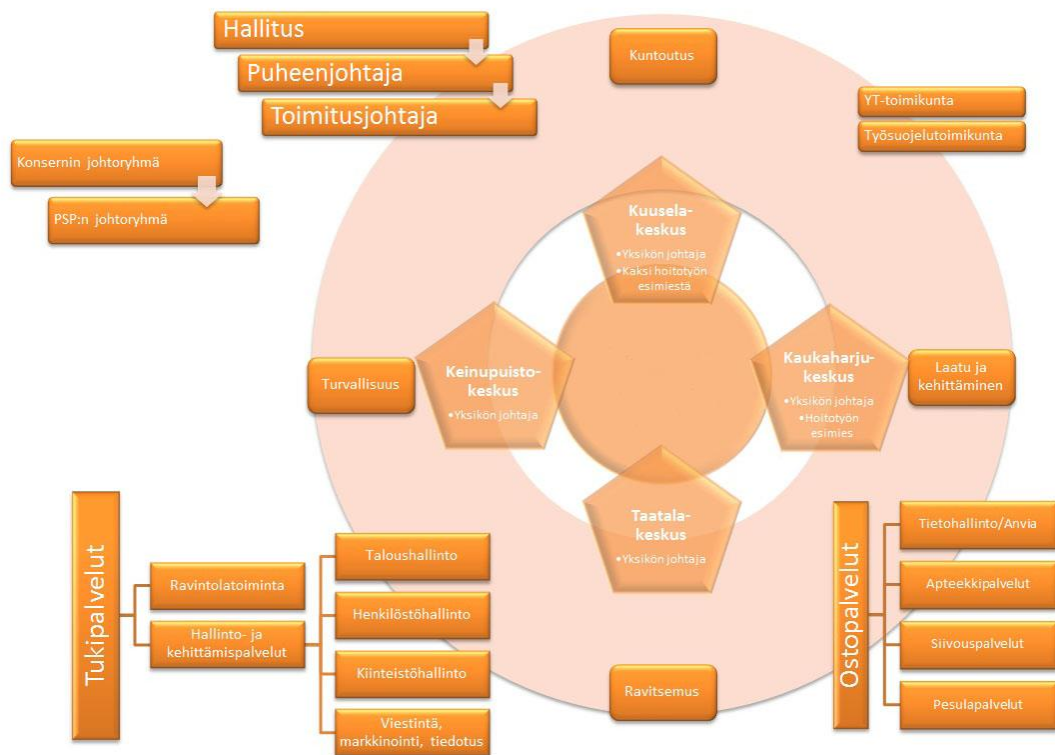 Hallitus
Puheenjohtaja
Toimitusjohtaja
Konsernin johtoryhmä
PSP:n johtoryhmä
Kuntoutus
YT-toimikunta
Työsuojelutoimikunta
Kuusela-
keskus
•Yksikön johtaja
•Kaksi hoitotyön
esimiestä
Turvallisuus
Keinupuisto-
keskus
•Yksikön johtaja
Kaukaharju-
keskus
•Yksikön johtaja
•Hoitotyön
esimies
Laatu ja
kehittäminen
Taatala-
keskus
•Yksikön johtaja
Ravitsemus
Tukipalvelut
Ravintolatoiminta
Hallinto- ja
kehittämispalvelut
Taloushallinto
Henkilöstöhallinto
Kiinteistöhallinto
Viestintä,
markkinointi, tiedotus
Ostopalvelut
Tietohallinto/Anvia
Apteekkipalvelut
Siivouspalvelut
Pesulapalvelut